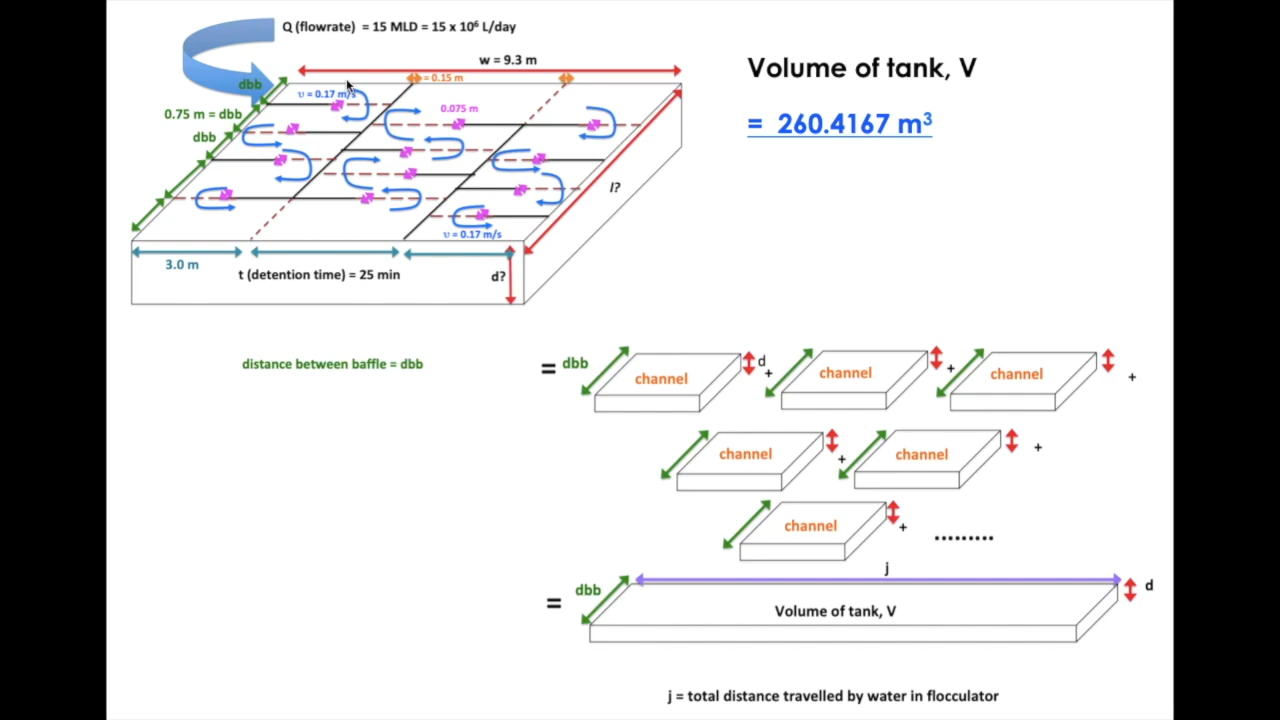 Q (flowrate) = 15 MLD = 15 x 10⁶ L/day
w = 9.3 m
Volume of tank, V
= 260.4167 m³
dbb
= 0.15 m
υ = 0.17 m/s
0.75 m = dbb
0.075 m
dbb
l?
υ = 0.17 m/s
3.0 m
t (detention time) = 25 min
d?
distance between baffle = dbb
= dbb
channel
d
+
channel
+
channel
+
channel
+
channel
+
channel
+
.........
j
= dbb
d
Volume of tank, V
j = total distance travelled by water in flocculator